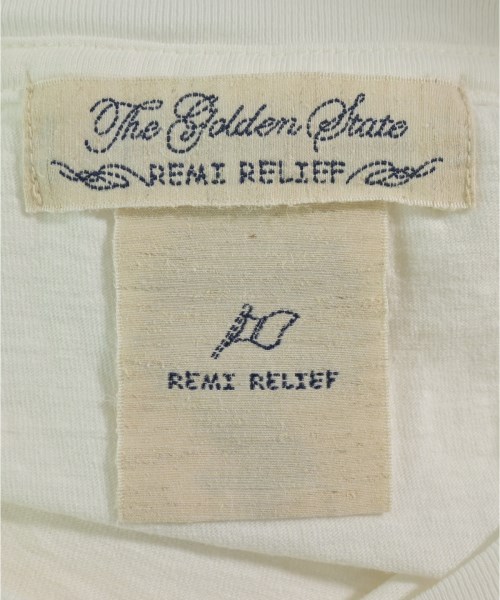 The Golden State
REMI RELIEF
REMI RELIEF